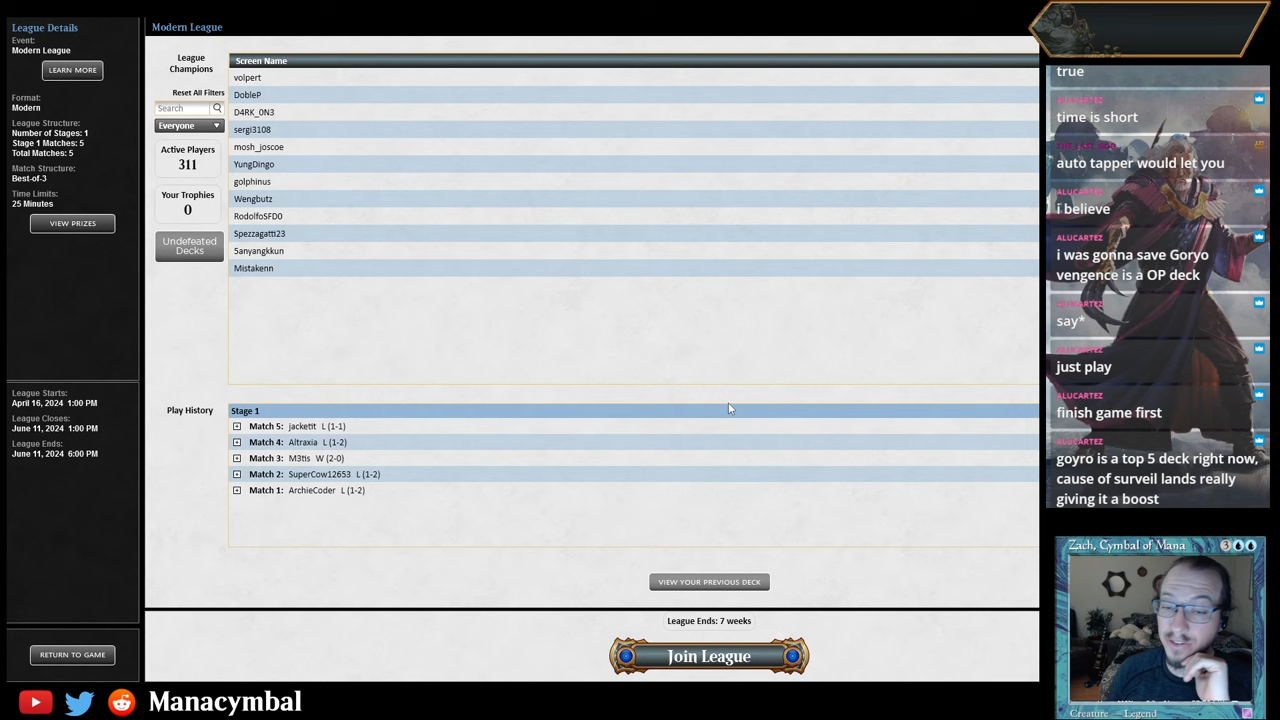 League Details
Event:
Modern League
LEARN MORE
Format:
Modern
League Structure:
Number of Stages: 1
Stage 1 Matches: 5
Total Matches: 5
Match Structure:
Best-of-3
Time Limits:
25 Minutes
VIEW PRIZES
League Starts:
April 16, 2024 1:00 PM
League Closes:
June 11, 2024 1:00 PM
League Ends:
June 11, 2024 6:00 PM
RETURN TO GAME
Modern League
League
Champions
Reset All Filters
Search
Everyone
Active Players
311
Your Trophies
0
Undefeated
Decks
Screen Name
volpert
DobleP
D4RK_0N3
sergi3108
mosh_joscoe
YungDingo
golphinus
Wengbutz
RodolfoSFD0
Spezzagatti23
5anyangkkun
Mistakenn
Play History
Stage 1
Match 5: jacketit L (1-1)
Match 4: Altraxia L (1-2)
Match 3: M3tis W (2-0)
Match 2: SuperCow12653 L (1-2)
Match 1: ArchieCoder L (1-2)
VIEW YOUR PREVIOUS DECK
League Ends: 7 weeks
Join League
true
ALUCARTEZ
time is short
auto tapper would let you
ALUCARTEZ
i believe
ALUCARTEZ
i was gonna save Goryo
vengence is a OP deck
ALUCARTEZ
say*
ALUCARTEZ
just play
ALUCARTEZ
finish game first
ALUCARTEZ
goyro is a top 5 deck right now,
cause of surveil lands really
giving it a boost
Zach, Cymbal of Mana 3
Creature — Legend
Manacymbal